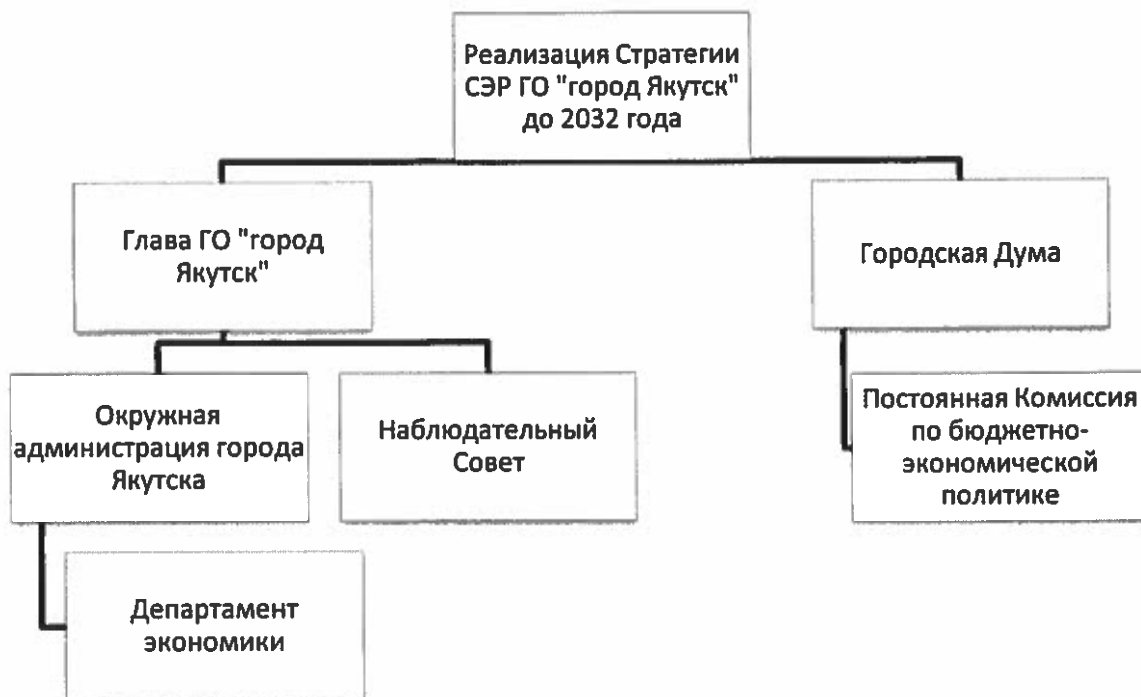 Реализация Стратегии
СЭР ГО "город Якутск"
до 2032 года
Глава ГО "город
Якутск"
Городская Дума
Окружная
администрация города
Якутска
Наблюдательный
Совет
Постоянная Комиссия
по бюджетно-
экономической
политике
Департамент
экономики